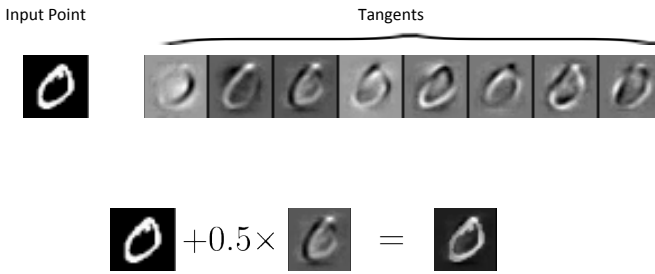 Input Point Tangents
+0.5× =